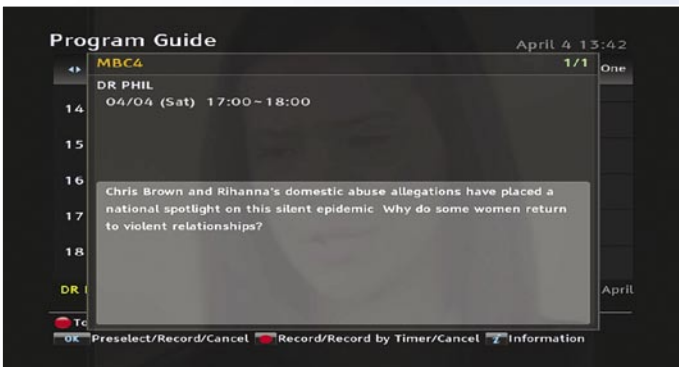 Program Guide
April 4 13:42
MBC4
1/1
One
DR PHIL
04/04 (Sat) 17:00~18:00
14
15
16
17
18
Chris Brown and Rihanna's domestic abuse allegations have placed a
national spotlight on this silent epidemic Why do some women return
to violent relationships?
DR
April
To
OK Preselect/Record/Cancel Record/Record by Timer/Cancel i Information